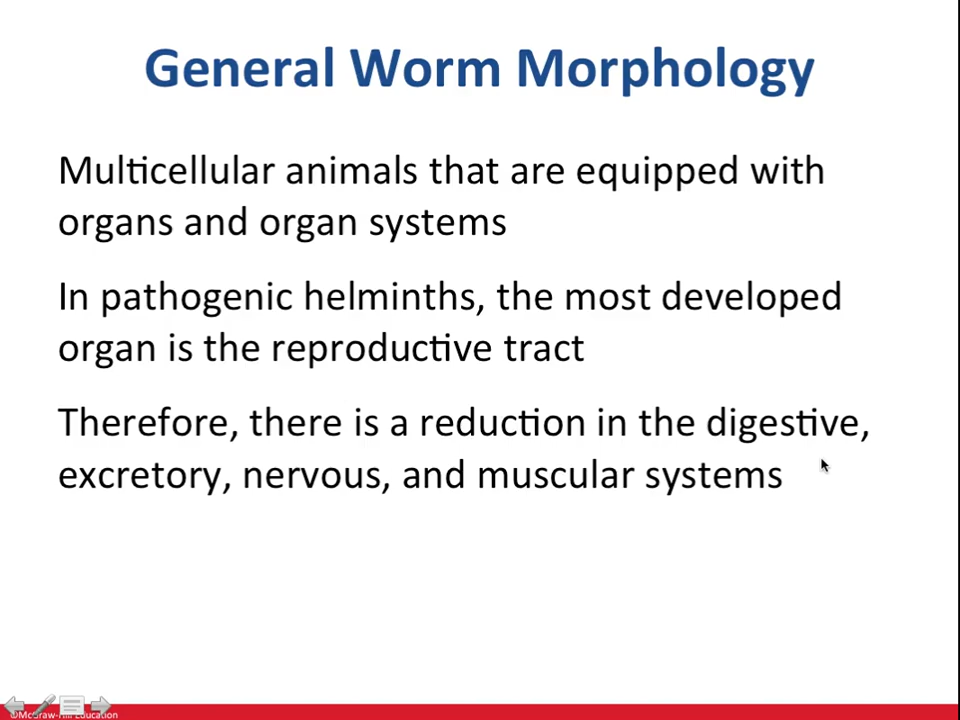 General Worm Morphology
Multicellular animals that are equipped with
organs and organ systems
In pathogenic helminths, the most developed
organ is the reproductive tract
Therefore, there is a reduction in the digestive,
excretory, nervous, and muscular systems
©McGraw-Hill Education